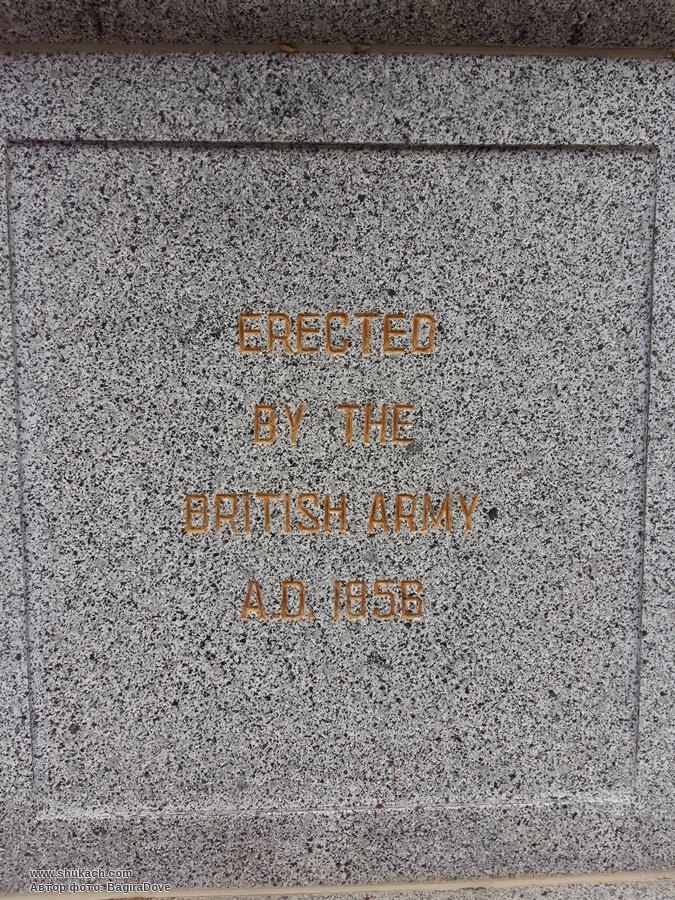 ERECTED
BY THE
BRITISH ARMY
A.D. 1856
www.shukach.com
Автор фото: BagiraDove